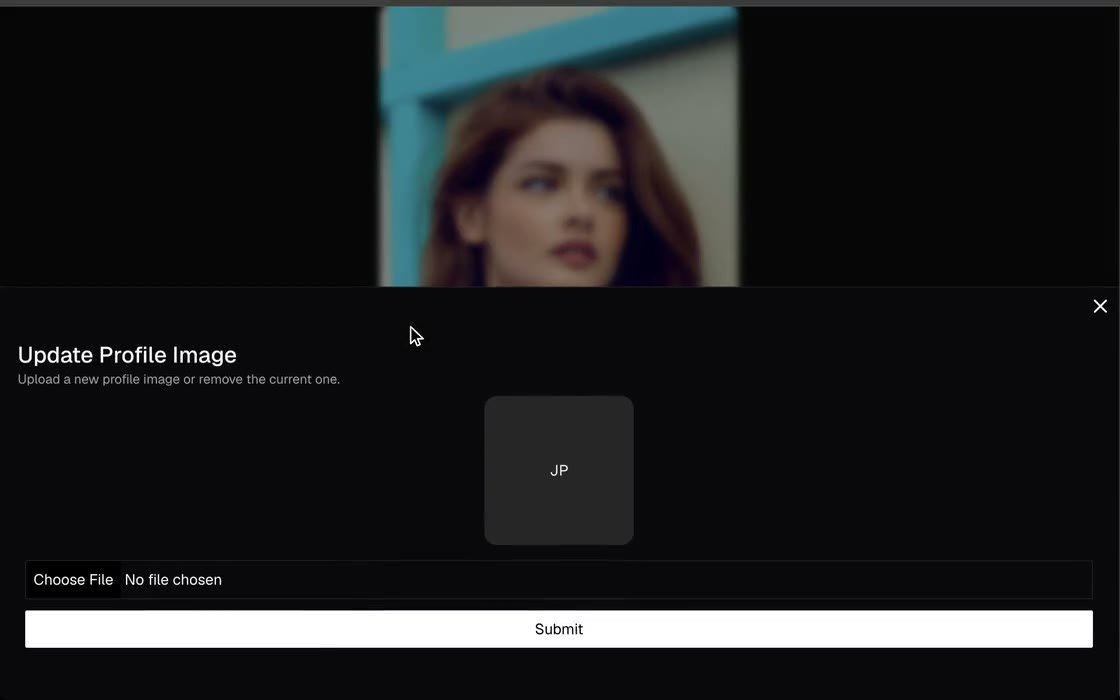 Update Profile Image
Upload a new profile image or remove the current one.
JP
Choose File No file chosen
Submit